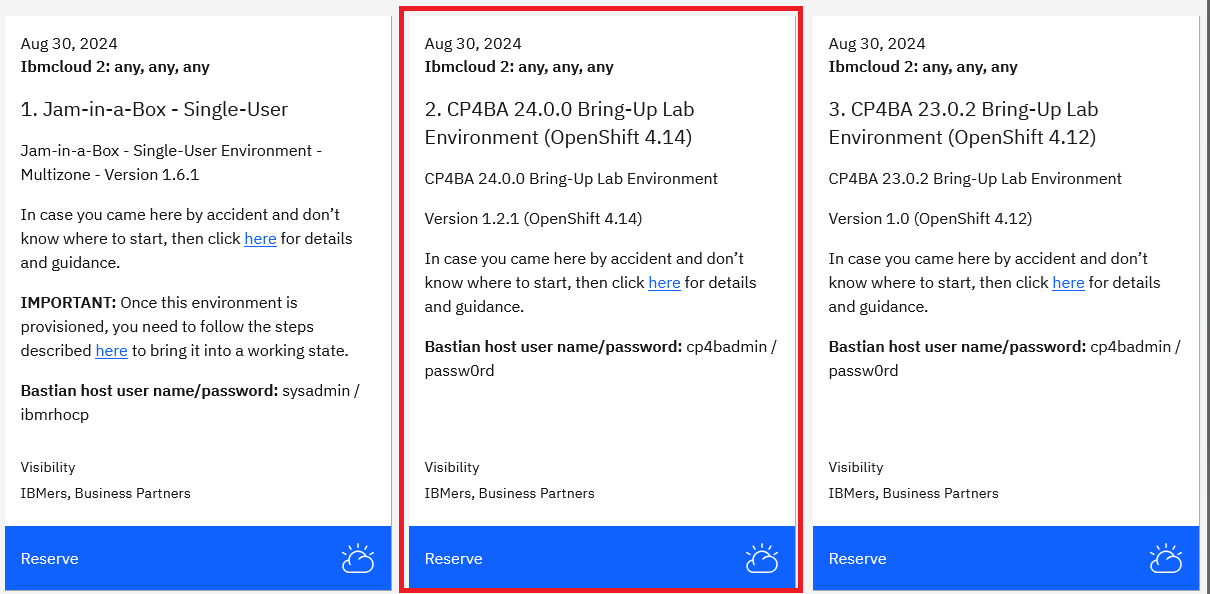 Aug 30, 2024
Ibmcloud 2: any, any, any
1. Jam-in-a-Box - Single-User
Jam-in-a-Box - Single-User Environment -
Multizone - Version 1.6.1
In case you came here by accident and don’t
know where to start, then click here for details
and guidance.
IMPORTANT: Once this environment is
provisioned, you need to follow the steps
described here to bring it into a working state.
Bastian host user name/password: sysadmin /
ibmrhocp
Visibility
IBMers, Business Partners
Reserve
Aug 30, 2024
Ibmcloud 2: any, any, any
2. CP4BA 24.0.0 Bring-Up Lab
Environment (OpenShift 4.14)
CP4BA 24.0.0 Bring-Up Lab Environment
Version 1.2.1 (OpenShift 4.14)
In case you came here by accident and don’t
know where to start, then click here for details
and guidance.
Bastian host user name/password: cp4badmin /
passw0rd
Visibility
IBMers, Business Partners
Reserve
Aug 30, 2024
Ibmcloud 2: any, any, any
3. CP4BA 23.0.2 Bring-Up Lab
Environment (OpenShift 4.12)
CP4BA 23.0.2 Bring-Up Lab Environment
Version 1.0 (OpenShift 4.12)
In case you came here by accident and don’t
know where to start, then click here for details
and guidance.
Bastian host user name/password: cp4badmin /
passw0rd
Visibility
IBMers, Business Partners
Reserve